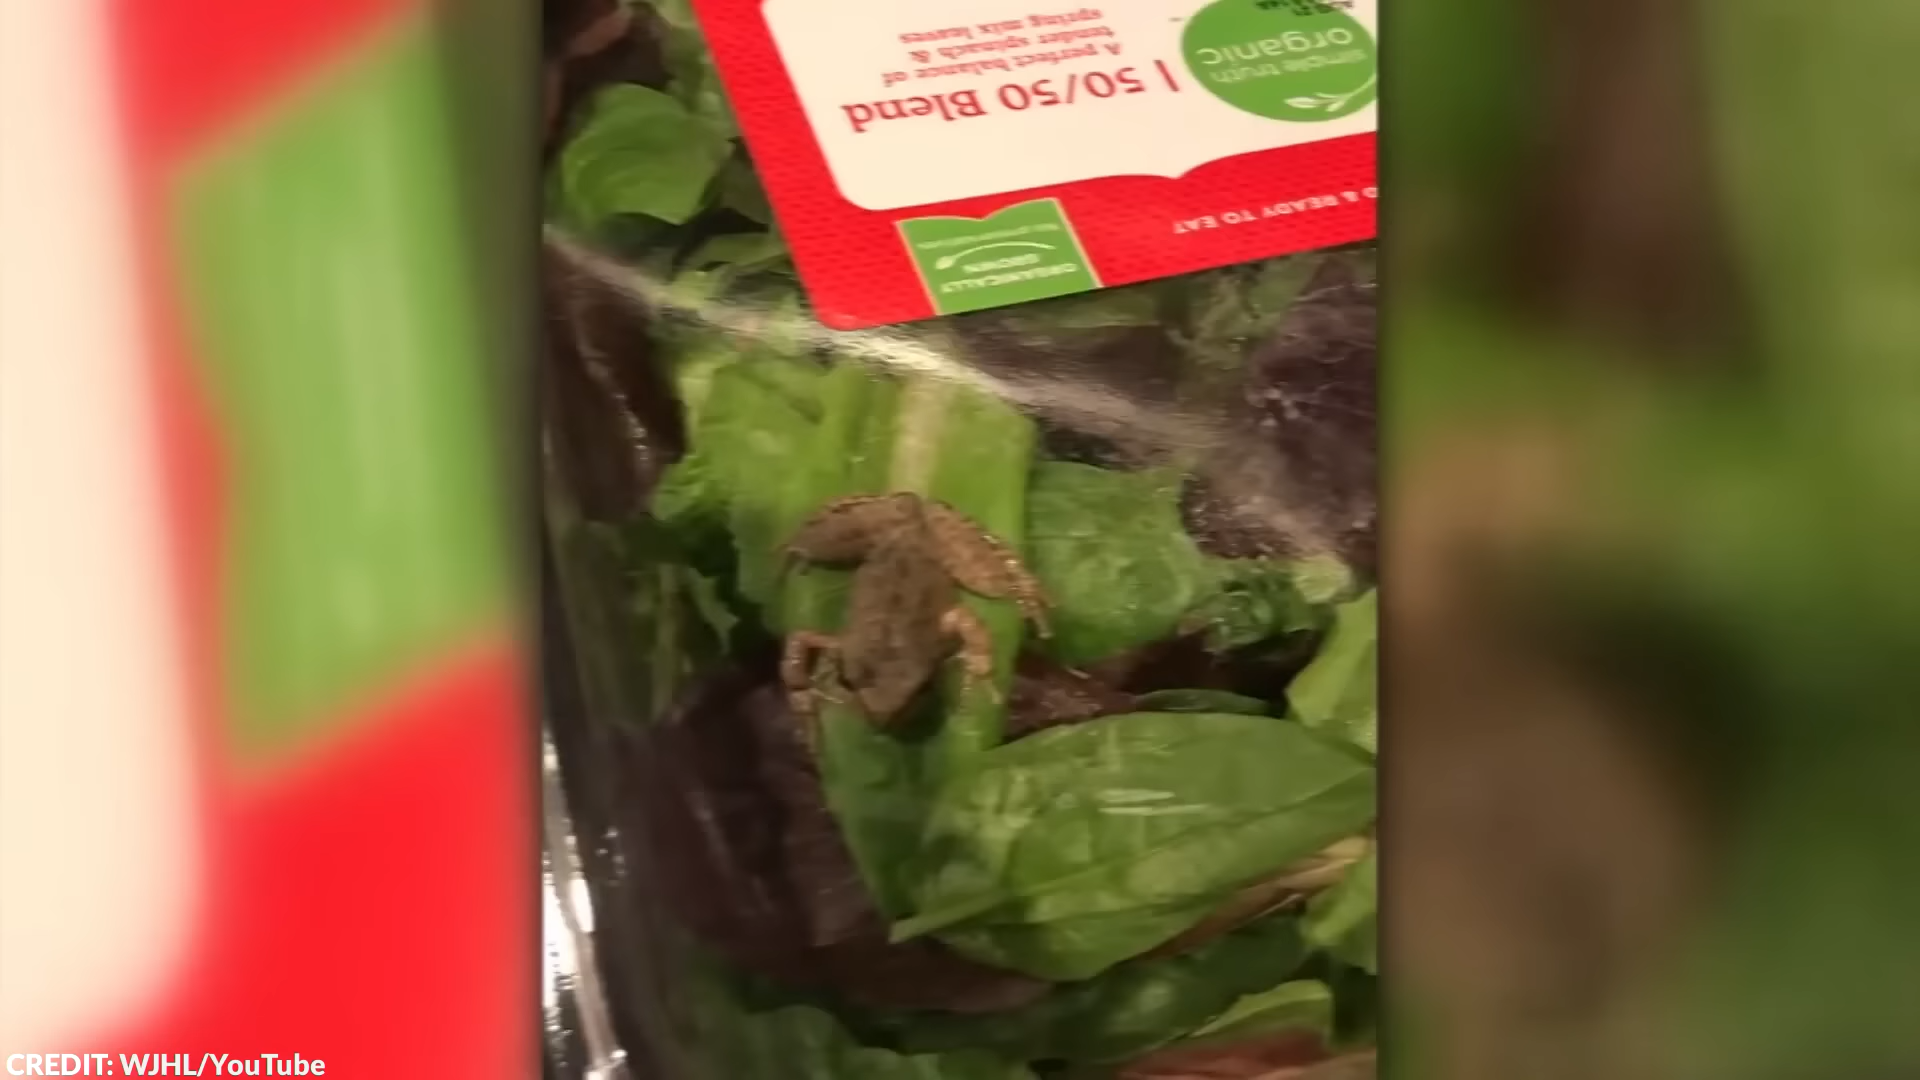 simple truth
organic
™
| 50/50 Blend
A perfect balance of
tender spinach &
spring mix leaves
& READY TO EAT
ORGANICALLY
GROWN
CREDIT: WJHL/YouTube